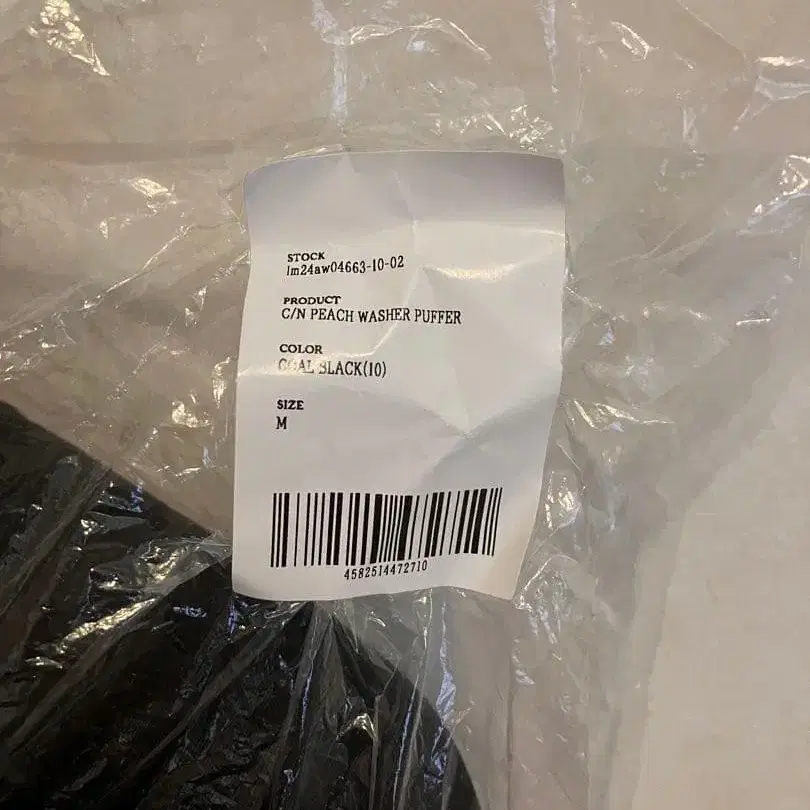 STOCK
lm24aw04663-10-02
PRODUCT
C/N PEACH WASHER PUFFER
COLOR
COAL BLACK(10)
SIZE
M
4582514472710